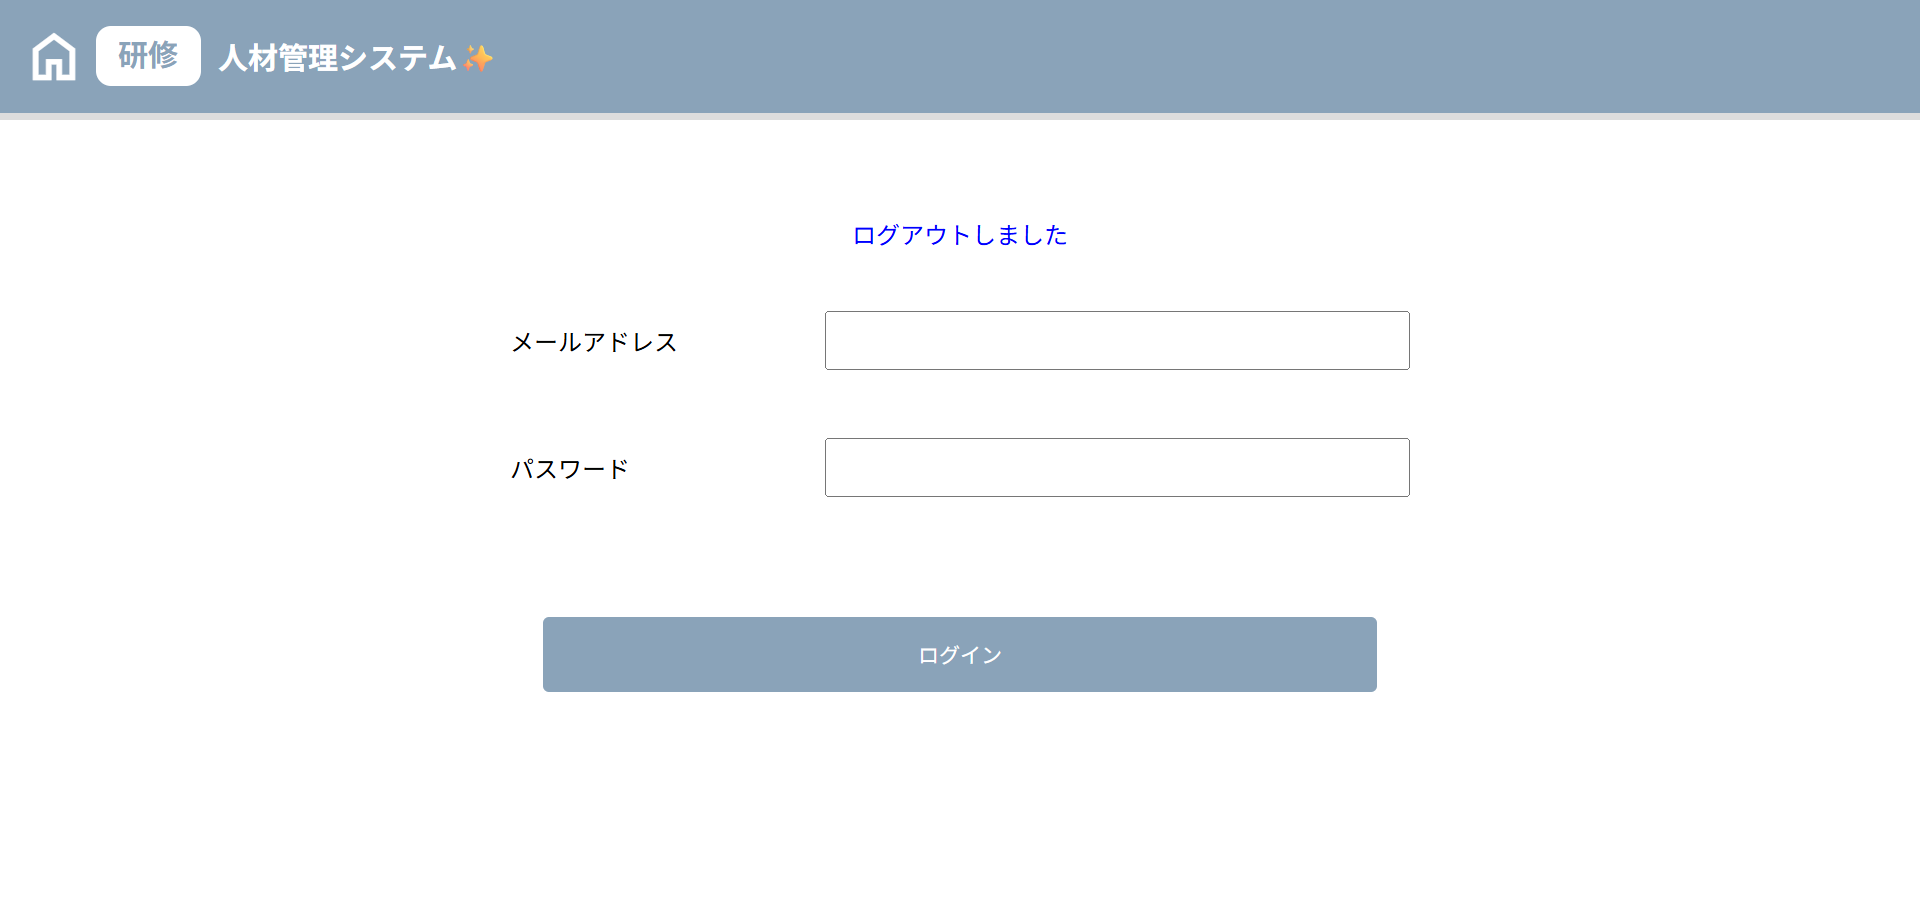 研修 人材管理システム✨
ログアウトしました
メールアドレス
パスワード
ログイン